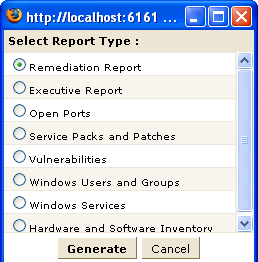 http://localhost:6161 ...
Select Report Type :
Remediation Report
Executive Report
Open Ports
Service Packs and Patches
Vulnerabilities
Windows Users and Groups
Windows Services
Hardware and Software Inventory
Generate Cancel